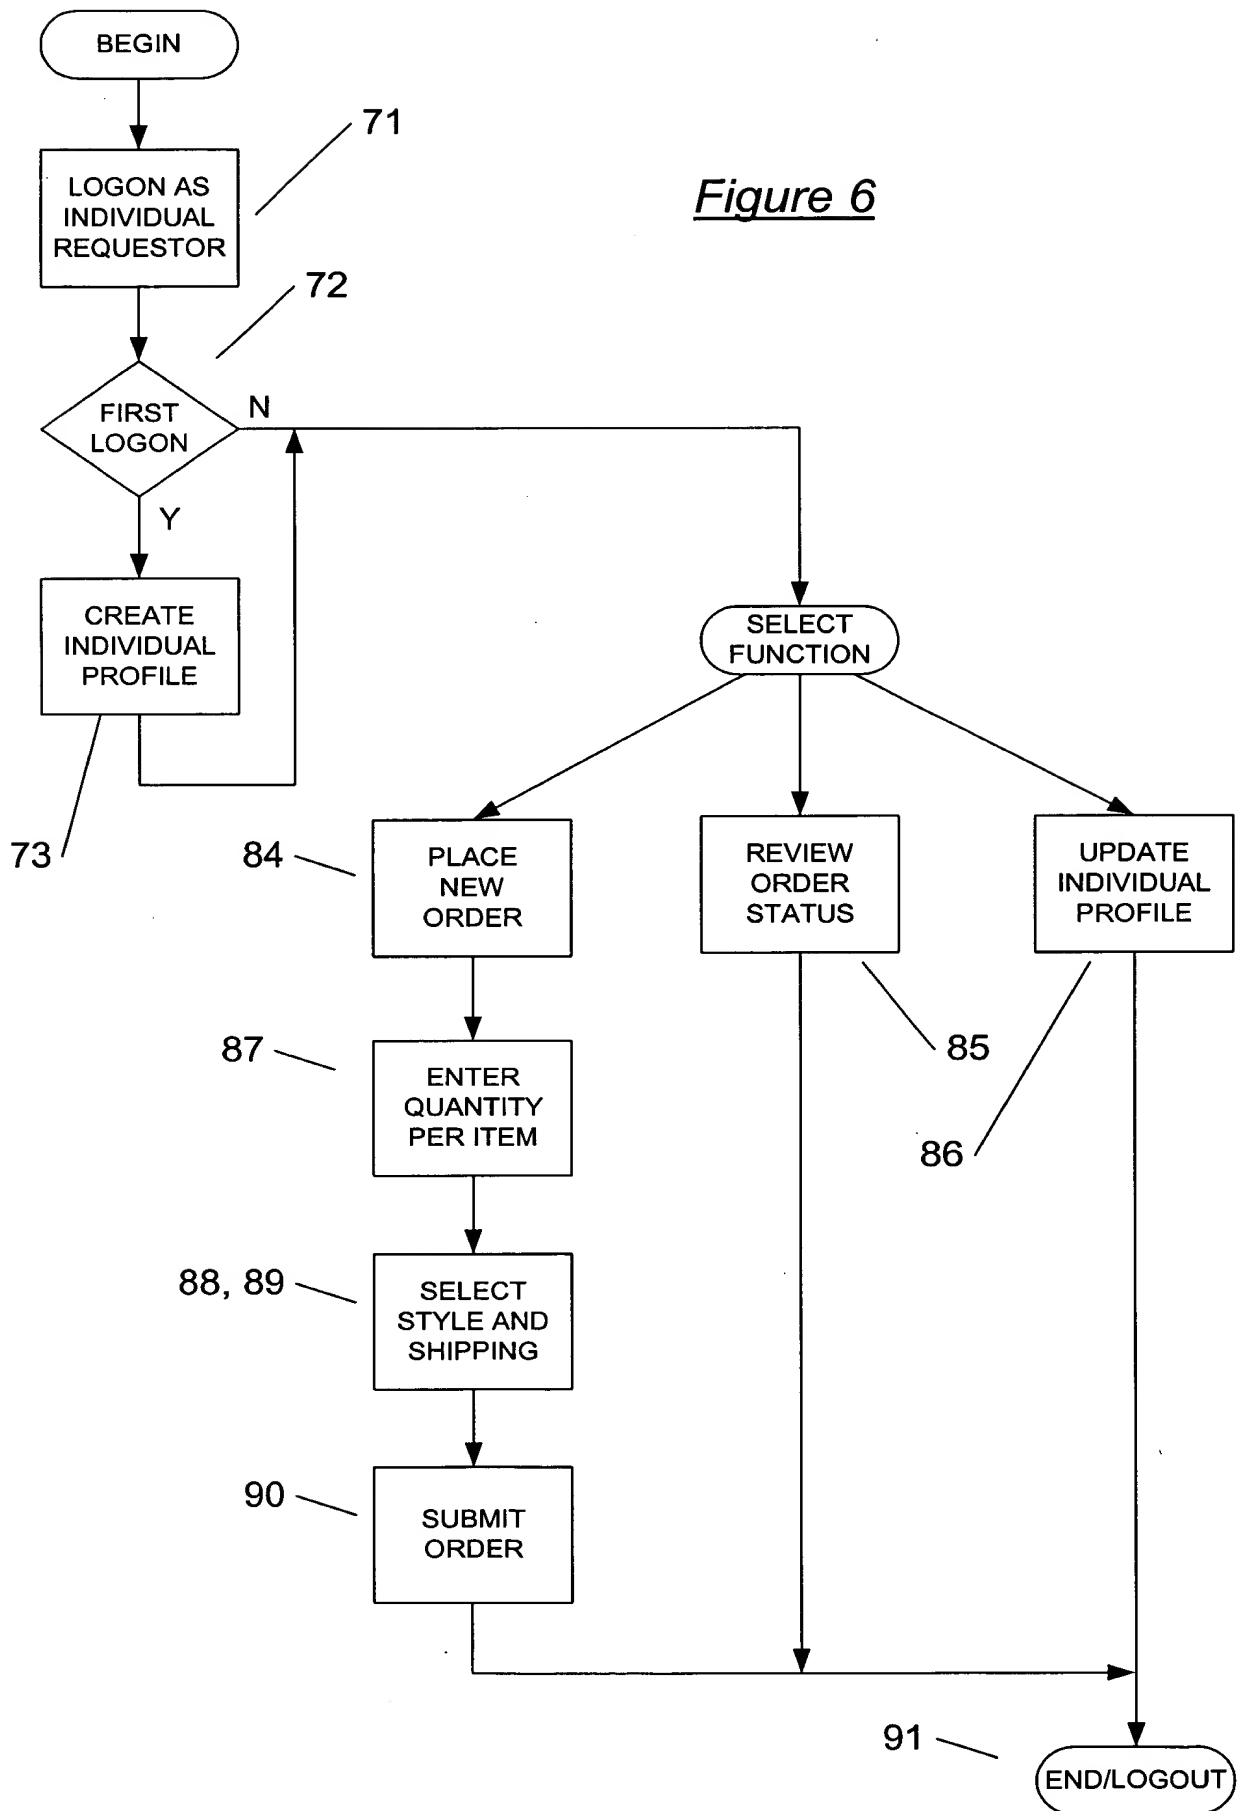 BEGIN
71
LOGON AS
INDIVIDUAL
REQUESTOR
Figure 6
72
FIRST
LOGON
N
Y
CREATE
INDIVIDUAL
PROFILE
73
SELECT
FUNCTION
84
PLACE
NEW
ORDER
REVIEW
ORDER
STATUS
UPDATE
INDIVIDUAL
PROFILE
85
86
87
ENTER
QUANTITY
PER ITEM
88, 89
SELECT
STYLE AND
SHIPPING
90
SUBMIT
ORDER
91
END/LOGOUT